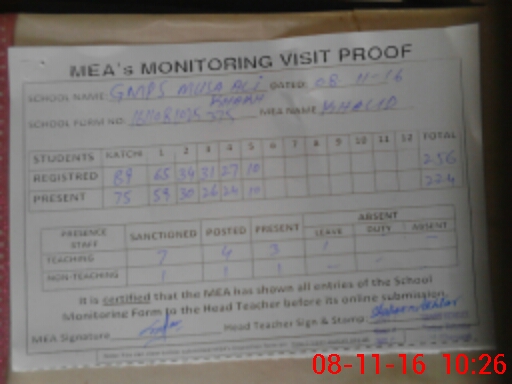 MEA's MONITORING VISIT PROOF
SCHOOL NAME: GMPS MUSA ALI DATED: 08 11-16
KHAKH
SCHOOL FORM NO. MEA NAME KHALID
STUDENTS KATCHI 1 2 3 4 5 6 7 8 9 10 11 12 TOTAL
REGISTRED 89 65 34 31 27 10 256
PRESENT 75 59 30 26 24 10 224
PRESENCE STAFF SANCTIONED POSTED PRESENT ABSENT
LEAVE DUTY ABSENT
TEACHING 7 4 3 1 - -
NON-TEACHING 1 1 1 - -
It is certified that the MEA has shown all entries of the School
Monitoring Form to the Head Teacher before its online submission.
MEA Signature Head Teacher Sign & Stamp
08-11-16 10:26